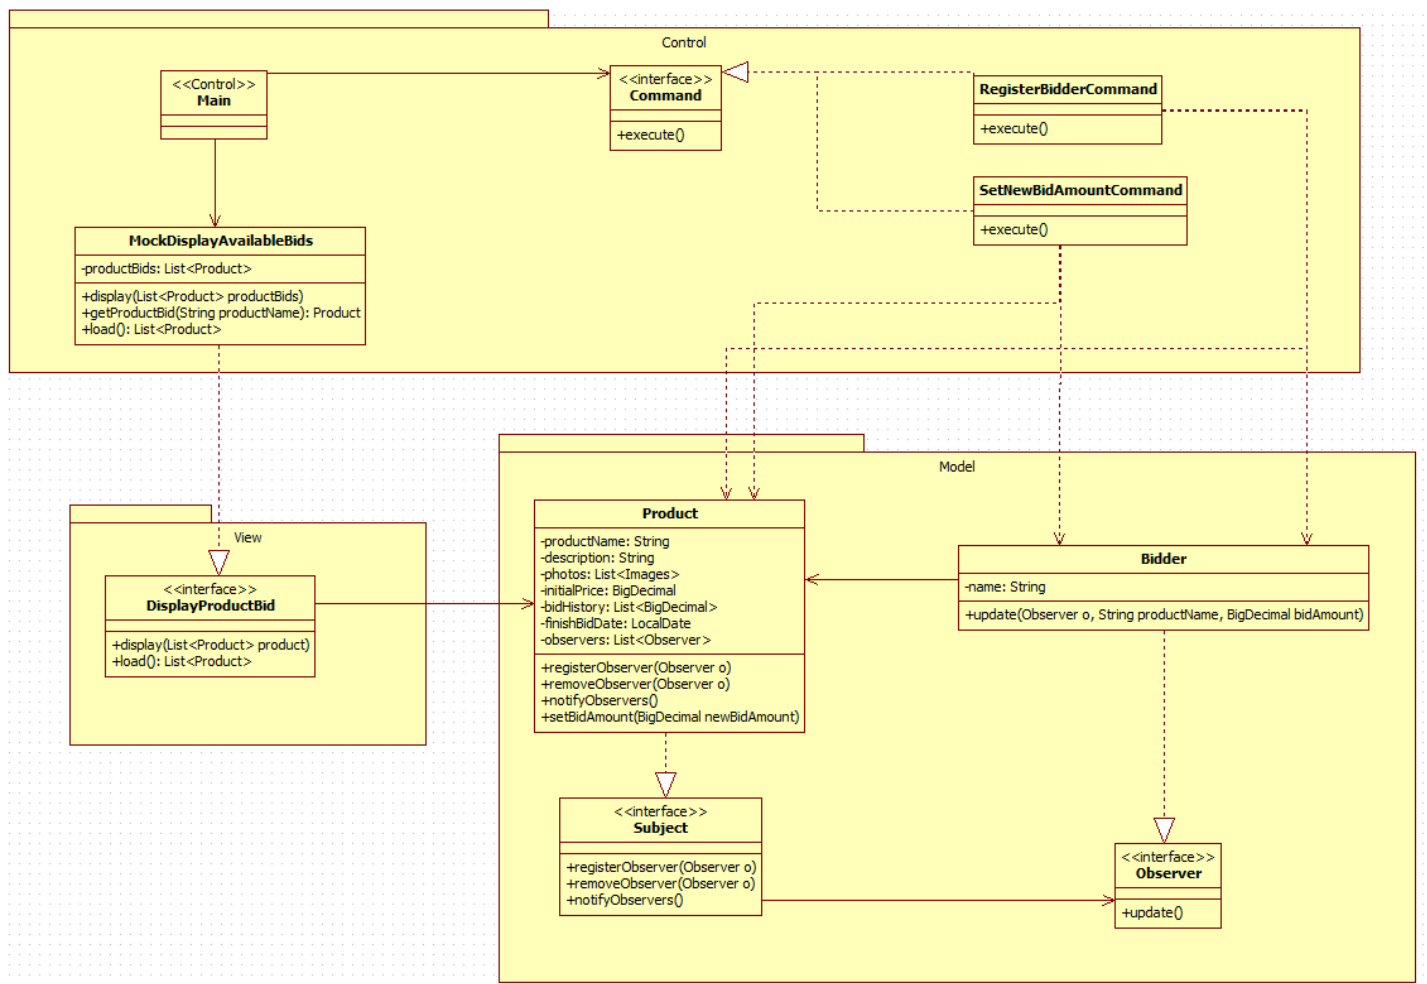 Control
<<Control>>
Main
<<interface>>
Command
+execute()
RegisterBidderCommand
+execute()
SetNewBidAmountCommand
+execute()
MockDisplayAvailableBids
-productBids: List<Product>
+display(List<Product> productBids)
+getProductBid(String productName): Product
+load(): List<Product>
View
<<interface>>
DisplayProductBid
+display(List<Product> product)
+load(): List<Product>
Model
Product
-productName: String
-description: String
-photos: List<Images>
-initialPrice: BigDecimal
-bidHistory: List<BigDecimal>
-finishBidDate: LocalDate
-observers: List<Observer>
+registerObserver(Observer o)
+removeObserver(Observer o)
+notifyObservers()
+setBidAmount(BigDecimal newBidAmount)
Bidder
-name: String
+update(Observer o, String productName, BigDecimal bidAmount)
<<interface>>
Subject
+registerObserver(Observer o)
+removeObserver(Observer o)
+notifyObservers()
<<interface>>
Observer
+update()